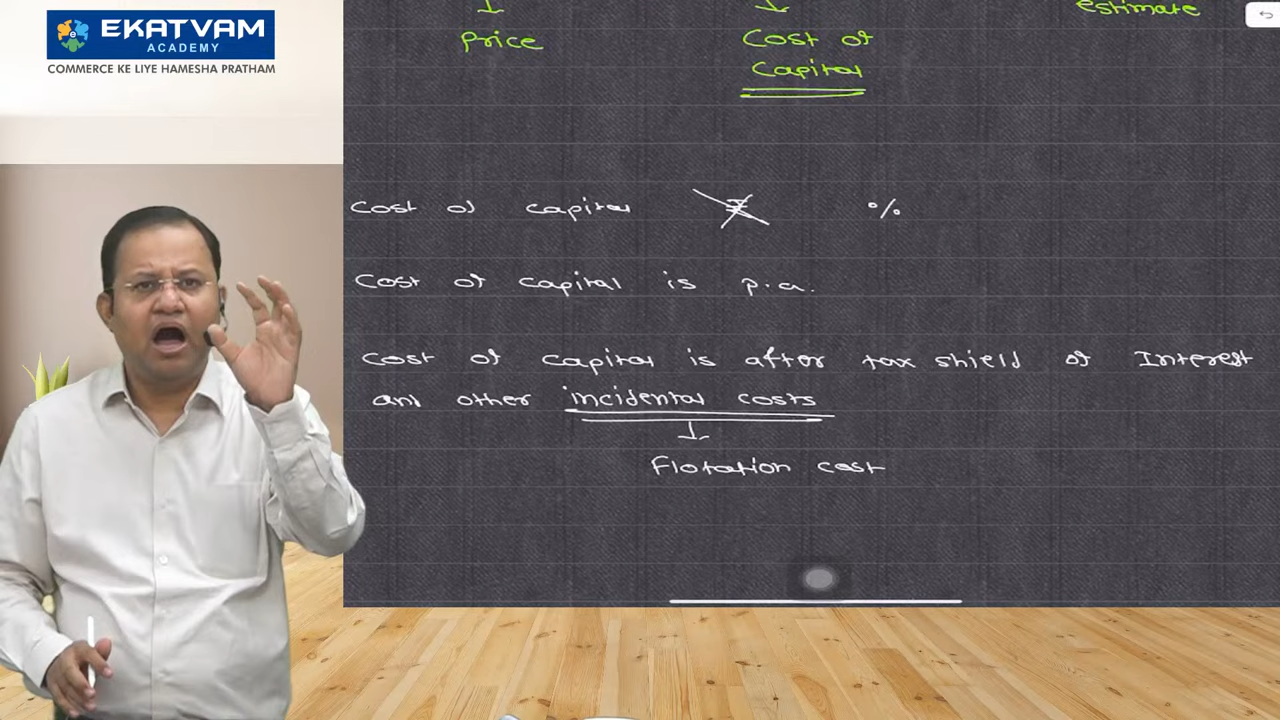 EKATVAM
ACADEMY
COMMERCE KE LIYE HAMESHA PRATHAM
estimate
Price
Cost of
Capital
Cost of capital ₹ %
Cost of capital is p.a.
Cost of capital is after tax shield of Interest
and other incidental costs
Flotation cost